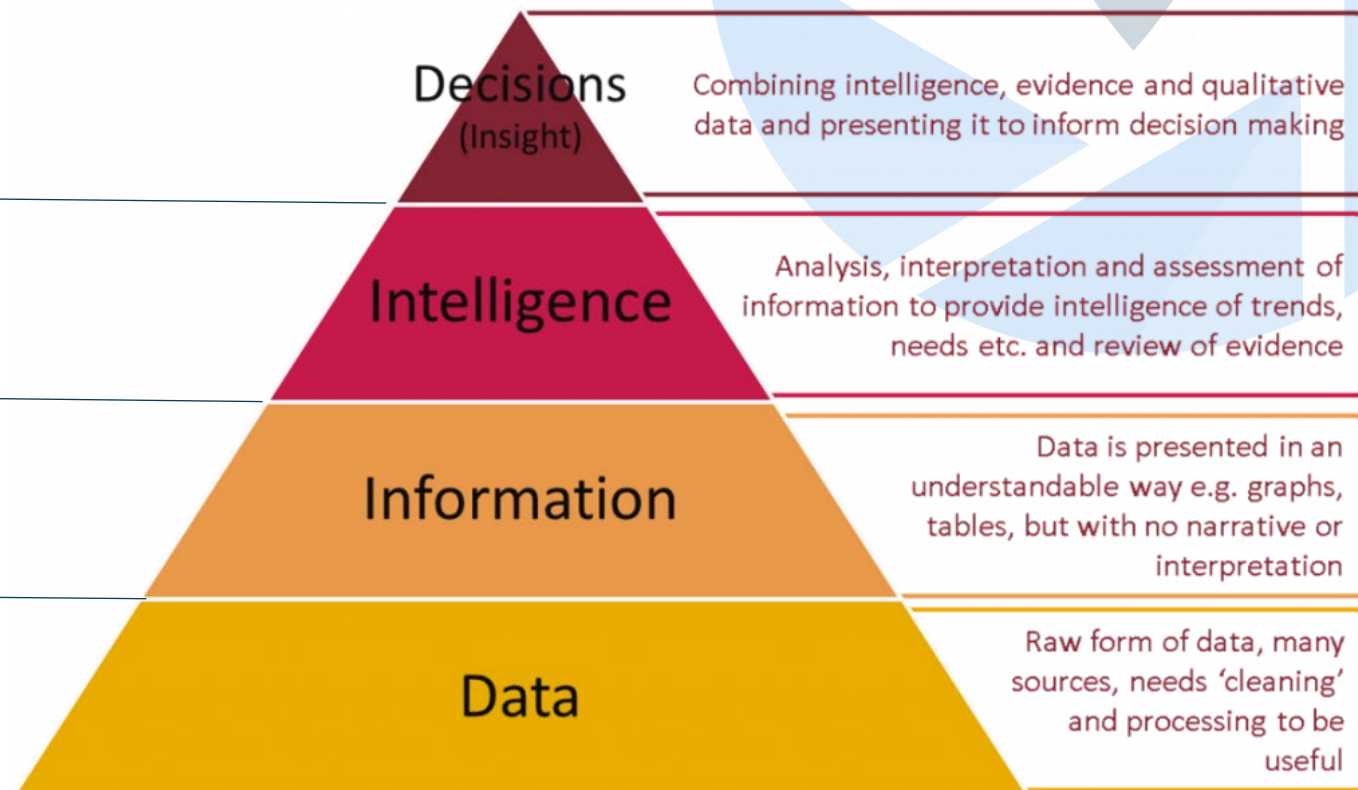 Decisions
(Insight)
Combining intelligence, evidence and qualitative
data and presenting it to inform decision making
Intelligence
Analysis, interpretation and assessment of
information to provide intelligence of trends,
needs etc. and review of evidence
Information
Data is presented in an
understandable way e.g. graphs,
tables, but with no narrative or
interpretation
Data
Raw form of data, many
sources, needs ‘cleaning’
and processing to be
useful